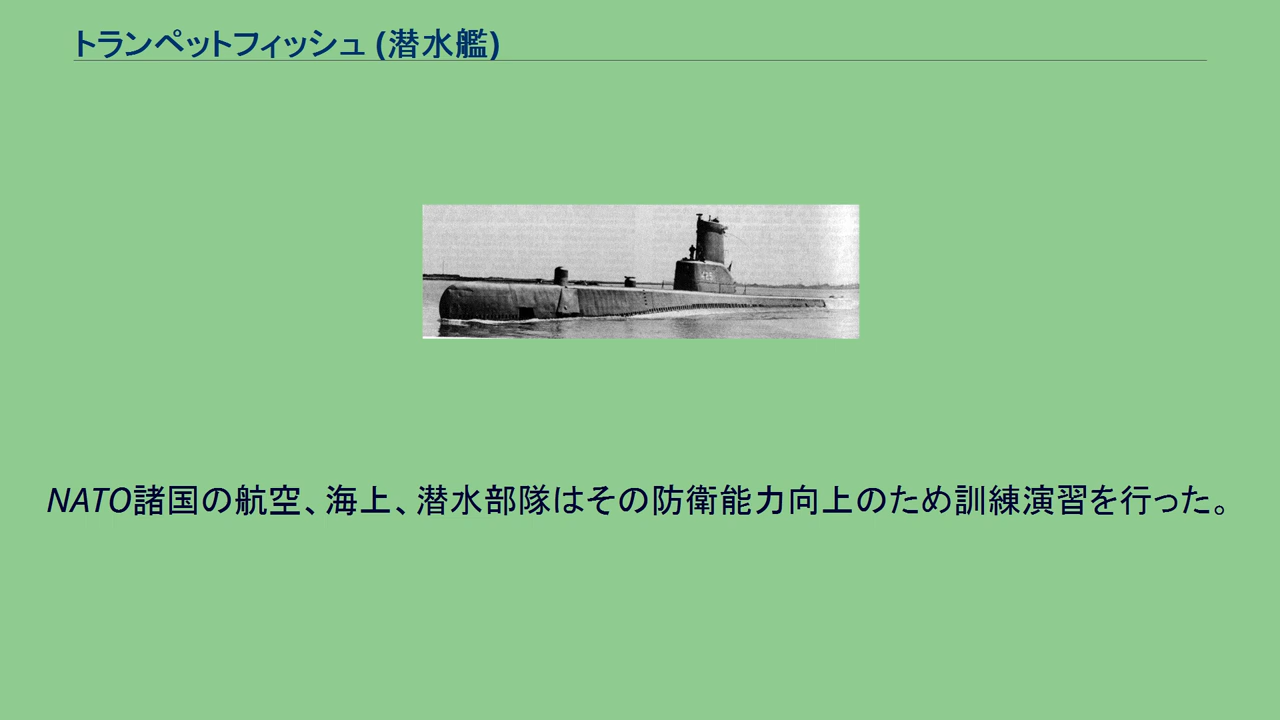 トランペットフィッシュ (潜水艦)
NATO諸国の航空、海上、潜水部隊はその防衛能力向上のため訓練演習を行った。